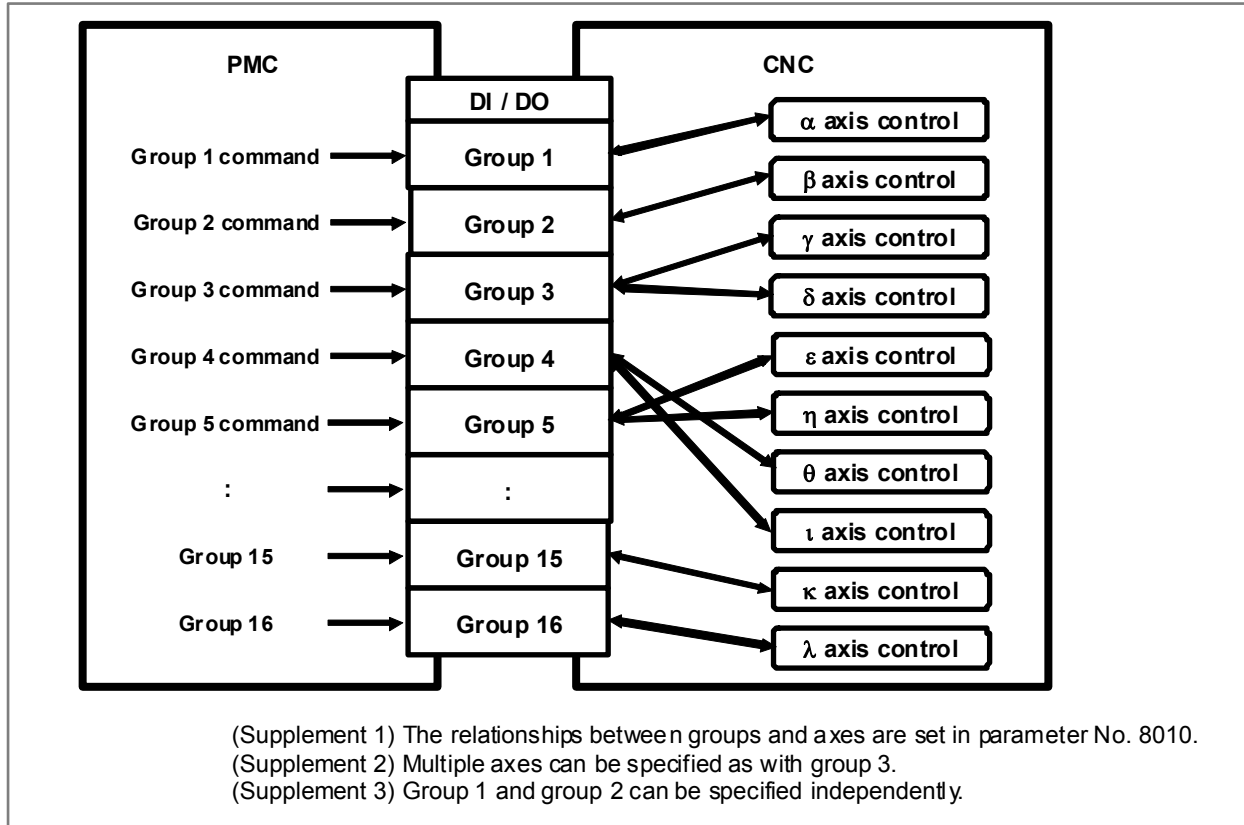 PMC
CNC
DI / DO
Group 1 command
Group 1
α axis control
Group 2 command
Group 2
β axis control
Group 3 command
Group 3
γ axis control
δ axis control
Group 4 command
Group 4
ε axis control
Group 5 command
Group 5
η axis control
:
:
θ axis control
ι axis control
Group 15
Group 15
κ axis control
Group 16
Group 16
λ axis control
(Supplement 1) The relationships between groups and axes are set in parameter No. 8010.
(Supplement 2) Multiple axes can be specified as with group 3.
(Supplement 3) Group 1 and group 2 can be specified independently.